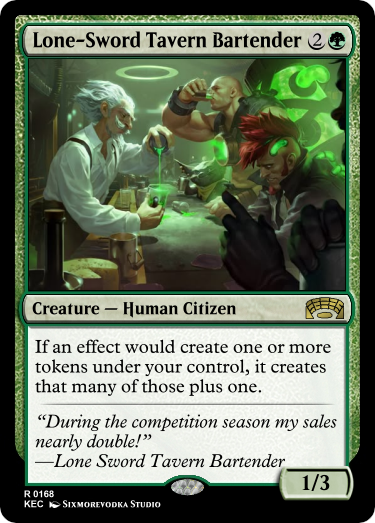 Lone-Sword Tavern Bartender 2
Creature — Human Citizen
If an effect would create one or more
tokens under your control, it creates
that many of those plus one.
“During the competition season my sales
nearly double!”
—Lone Sword Tavern Bartender
1/3
R 0168
KEC Sixmorevodka Studio